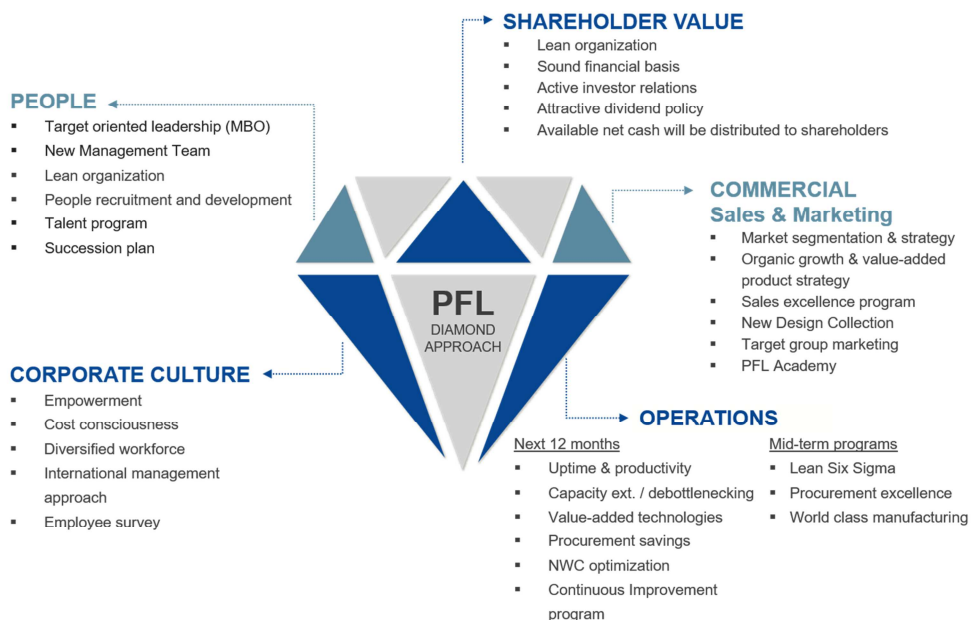 SHAREHOLDER VALUE
Lean organization
Sound financial basis
Active investor relations
Attractive dividend policy
Available net cash will be distributed to shareholders
PEOPLE
Target oriented leadership (MBO)
New Management Team
Lean organization
People recruitment and development
Talent program
Succession plan
COMMERCIAL
Sales & Marketing
Market segmentation & strategy
Organic growth & value-added
product strategy
Sales excellence program
New Design Collection
Target group marketing
PFL Academy
PFL
DIAMOND
APPROACH
CORPORATE CULTURE
Empowerment
Cost consciousness
Diversified workforce
International management
approach
Employee survey
OPERATIONS
Next 12 months
Uptime & productivity
Capacity ext. / debottlenecking
Value-added technologies
Procurement savings
NWC optimization
Continuous Improvement
program
Mid-term programs
Lean Six Sigma
Procurement excellence
World class manufacturing